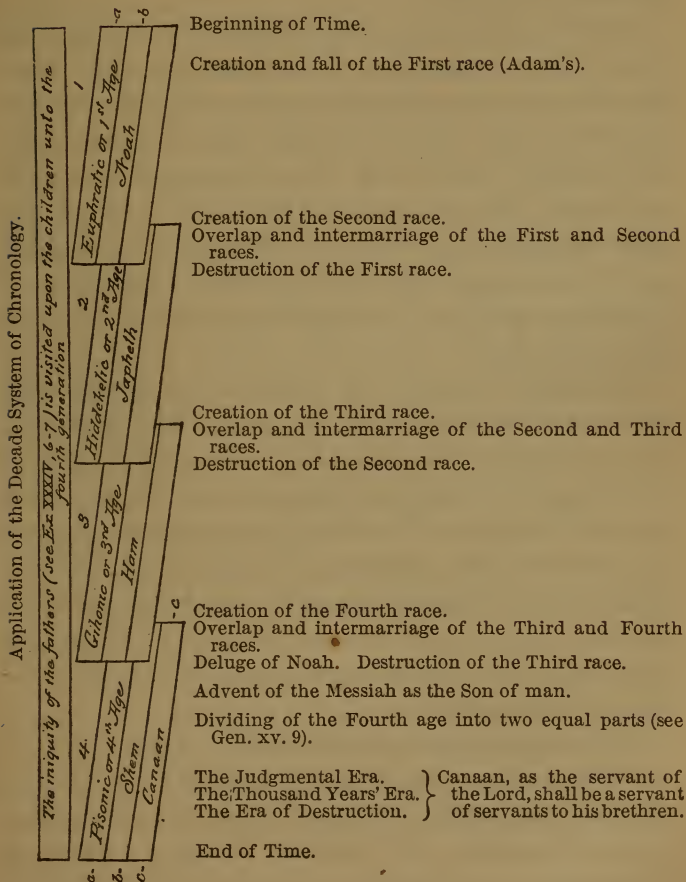 Application of the Decade System of Chronology.
The iniquity of the fathers (see Ex XXXIV, 6-7) is visited upon the children unto the
fourth generation
-a
-b
1
Euphratic or 1st Age
Noah
2
Hiddekelic or 2nd Age
Japheth
3
Gihonic or 3rd Age
Ham
-c
4.
Pisonic or 4th Age
Shem
Canaan
a-
b-
c-
Beginning of Time.
Creation and fall of the First race (Adam's).
Creation of the Second race.
Overlap and intermarriage of the First and Second
races.
Destruction of the First race.
Creation of the Third race.
Overlap and intermarriage of the Second and Third
races.
Destruction of the Second race.
Creation of the Fourth race.
Overlap and intermarriage of the Third and Fourth
races.
Deluge of Noah. Destruction of the Third race.
Advent of the Messiah as the Son of man.
Dividing of the Fourth age into two equal parts (see
Gen. xv. 9).
The Judgmental Era.
The Thousand Years' Era.
The Era of Destruction.
Canaan, as the servant of
the Lord, shall be a servant
of servants to his brethren.
End of Time.